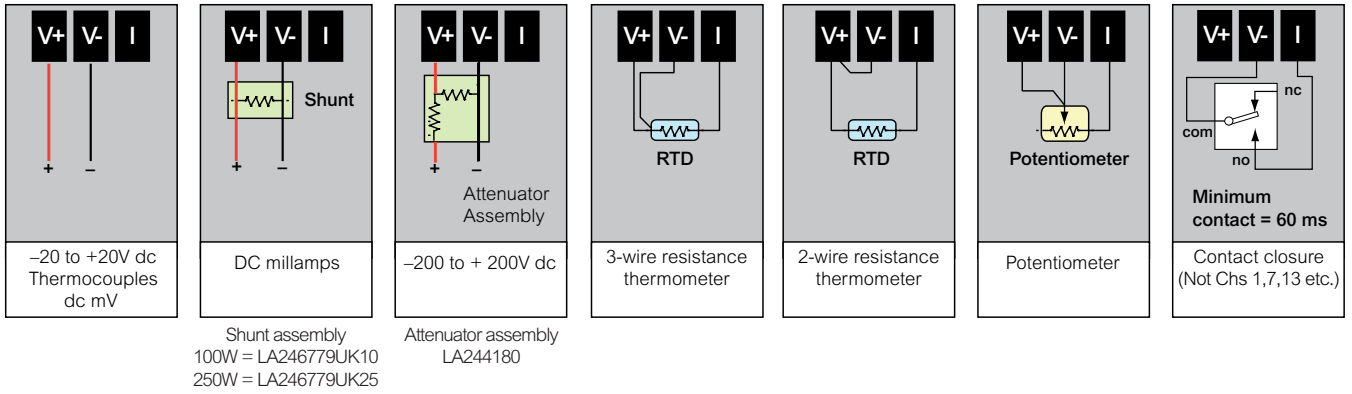 V+ V- I
+ –
–20 to +20V dc
Thermocouples
dc mV
V+ V- I
Shunt
+ –
DC millamps
Shunt assembly
100W = LA246779UK10
250W = LA246779UK25
V+ V- I
+ –
Attenuator
Assembly
–200 to + 200V dc
Attenuator assembly
LA244180
V+ V- I
RTD
3-wire resistance
thermometer
V+ V- I
RTD
2-wire resistance
thermometer
V+ V- I
Potentiometer
Potentiometer
V+ V- I
nc
com
no
Minimum
contact = 60 ms
Contact closure
(Not Chs 1,7,13 etc.)